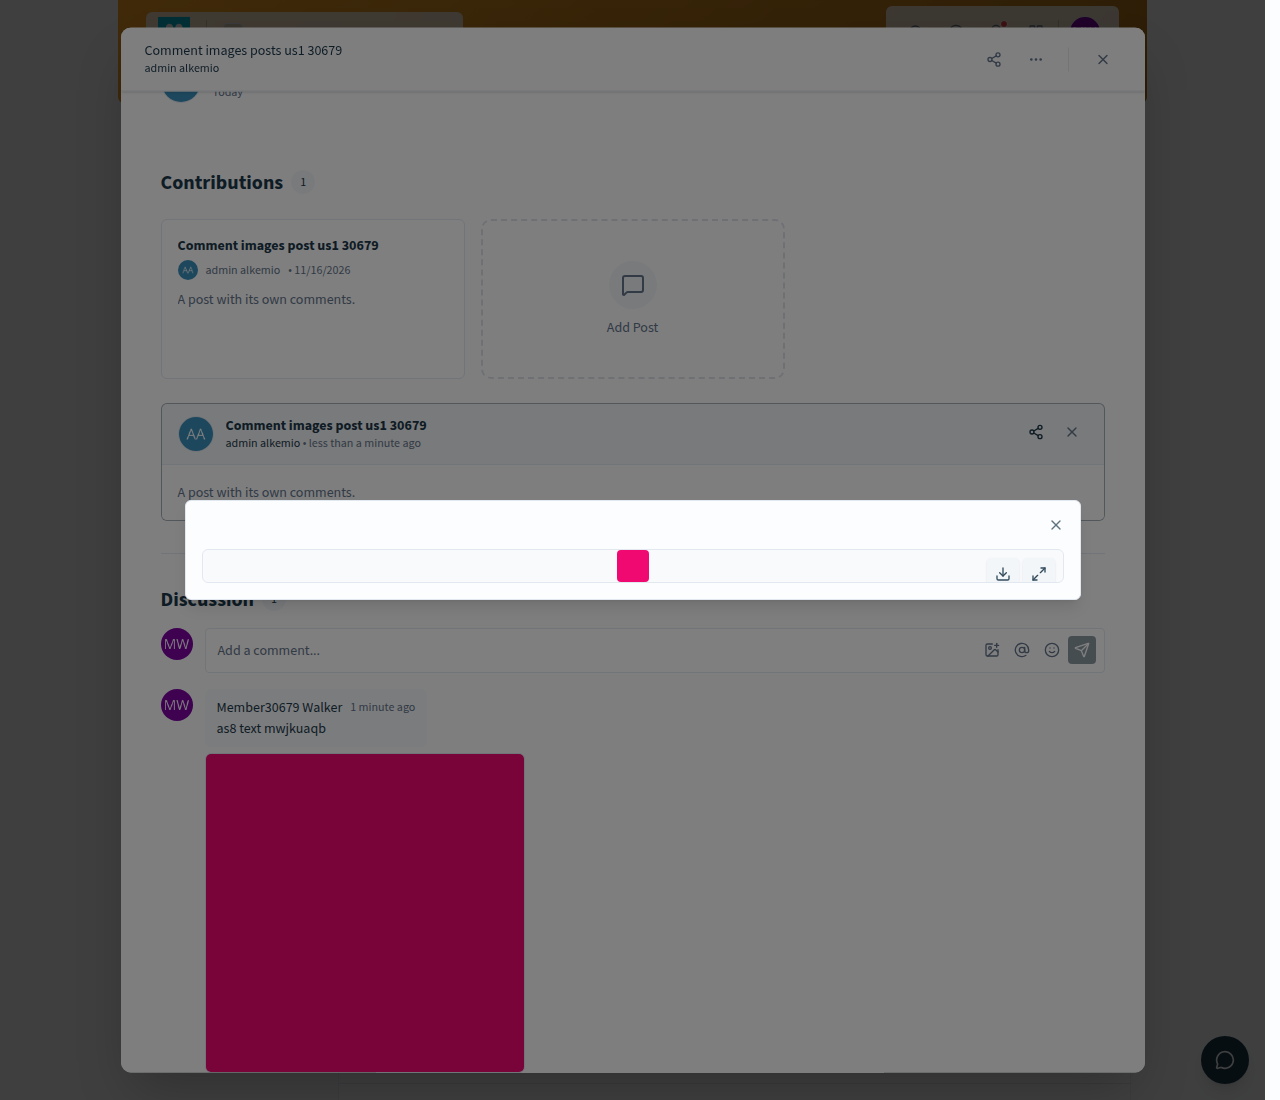 Comment images posts us1 30679
admin alkemio
Today
Contributions 1
Comment images post us1 30679
AA admin alkemio • 11/16/2026
A post with its own comments.
Add Post
AA
Comment images post us1 30679
admin alkemio • less than a minute ago
A post with its own comments.
Discussion 1
MW
Add a comment...
MW
Member30679 Walker 1 minute ago
as8 text mwjkuaqb